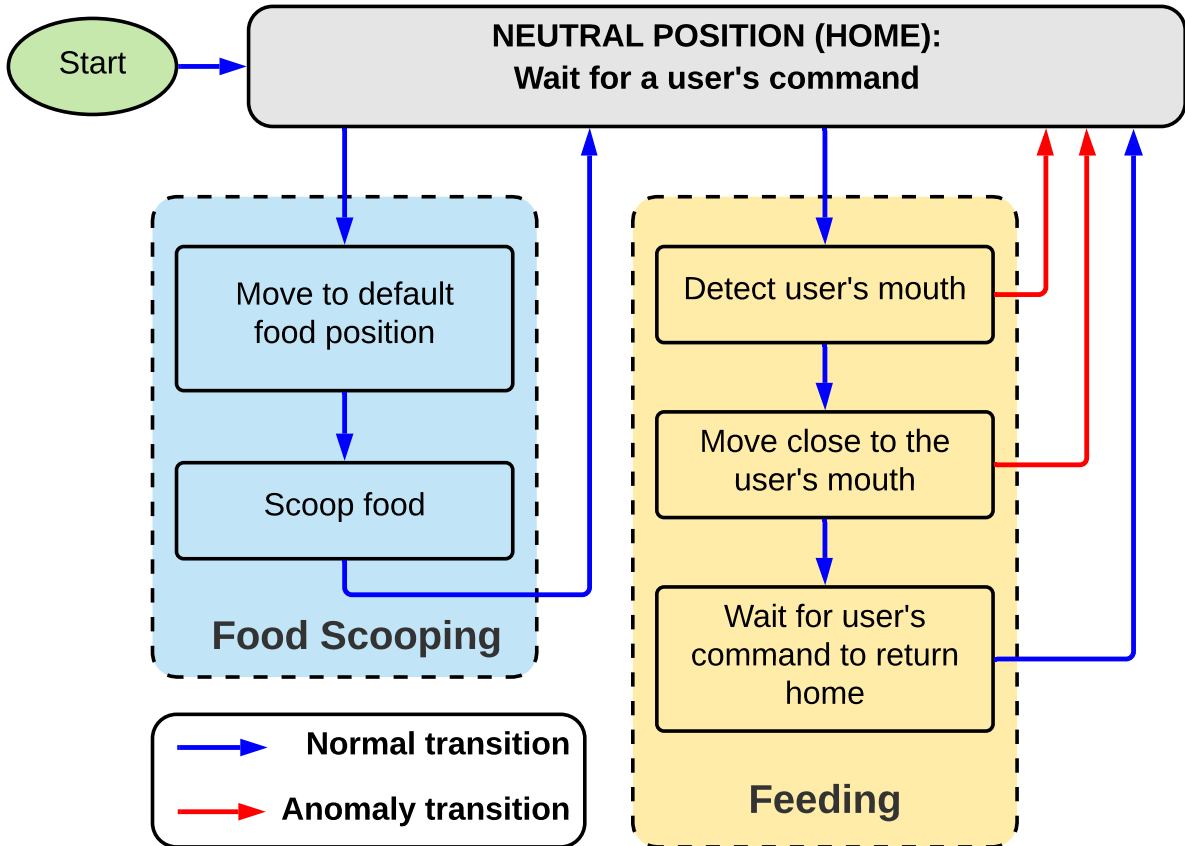 Start
NEUTRAL POSITION (HOME):
Wait for a user's command
Move to default
food position
Scoop food
Food Scooping
Detect user's mouth
Move close to the
user's mouth
Wait for user's
command to return
home
Feeding
Normal transition
Anomaly transition